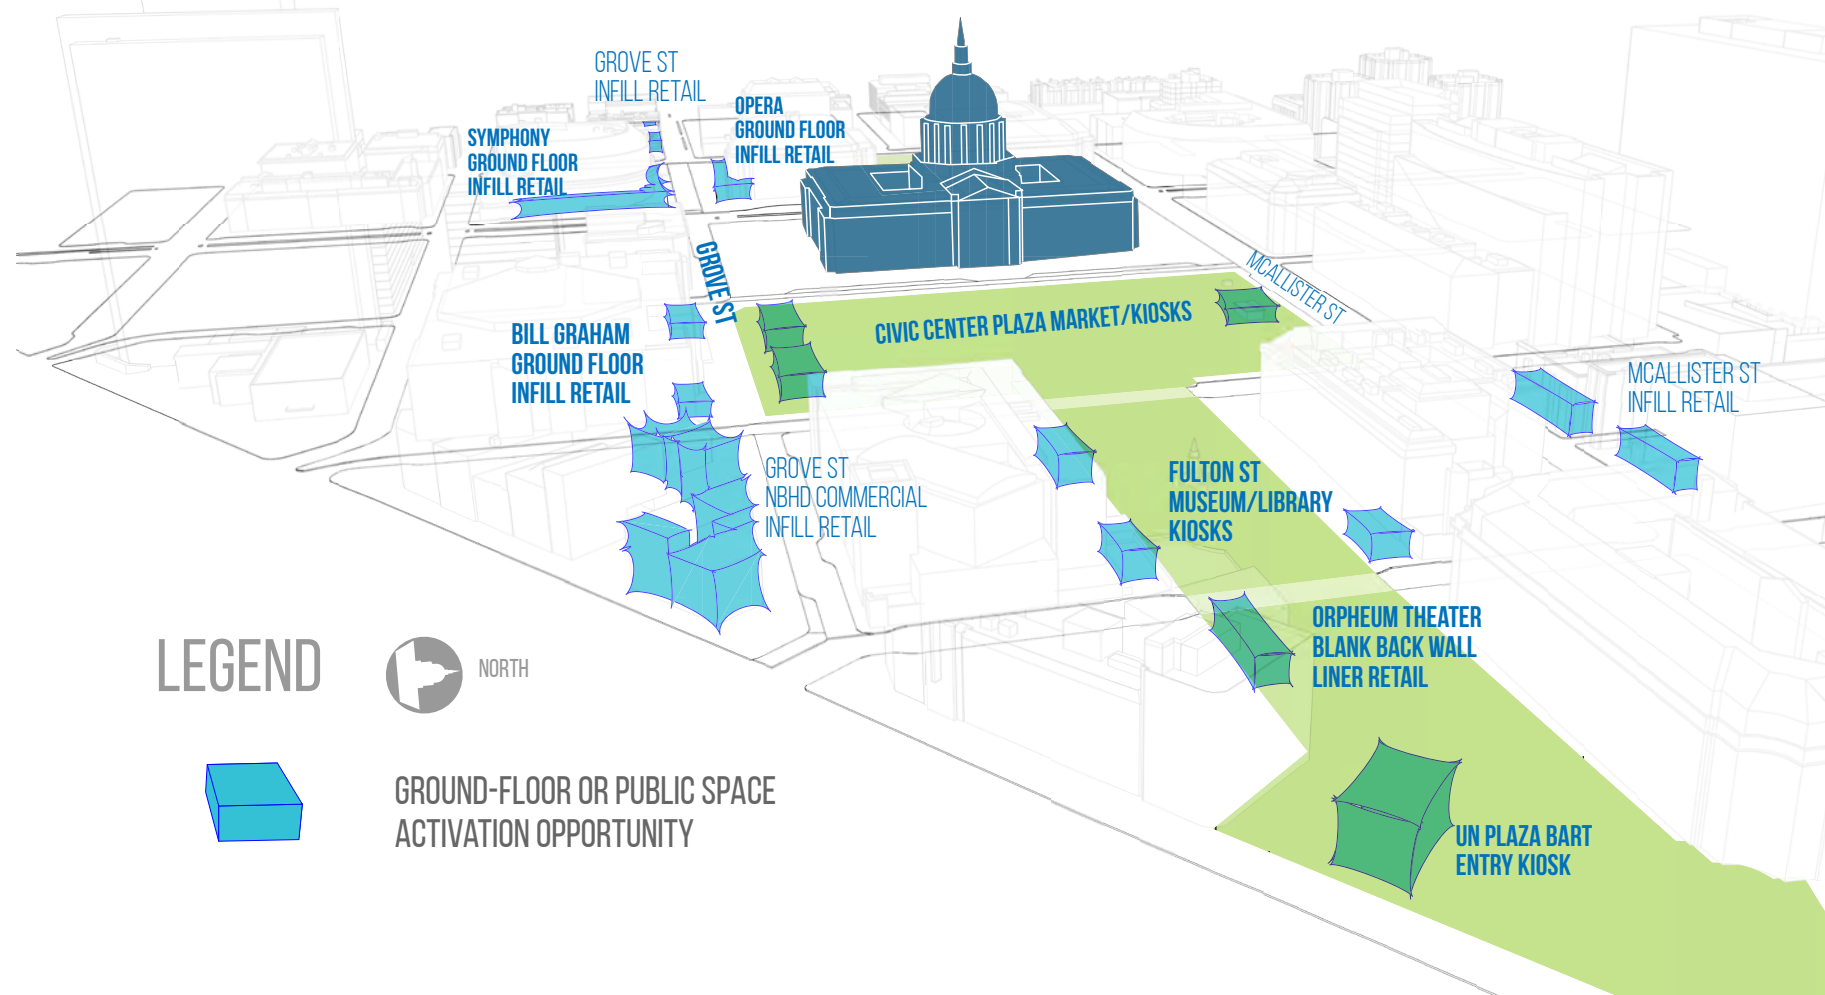 GROVE ST
INFILL RETAIL
OPERA
GROUND FLOOR
INFILL RETAIL
SYMPHONY
GROUND FLOOR
INFILL RETAIL
GROVE ST
MCALLISTER ST
CIVIC CENTER PLAZA MARKET/KIOSKS
BILL GRAHAM
GROUND FLOOR
INFILL RETAIL
MCALLISTER ST
INFILL RETAIL
GROVE ST
NBHD COMMERCIAL
INFILL RETAIL
FULTON ST
MUSEUM/LIBRARY
KIOSKS
ORPHEUM THEATER
BLANK BACK WALL
LINER RETAIL
LEGEND
NORTH
GROUND-FLOOR OR PUBLIC SPACE
ACTIVATION OPPORTUNITY
UN PLAZA BART
ENTRY KIOSK